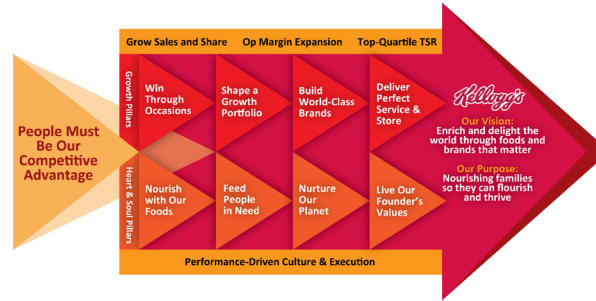 Grow Sales and Share Op Margin Expansion Top-Quartile TSR
People Must
Be Our
Competitive
Advantage
Growth Pillars
Win
Through
Occasions
Shape a
Growth
Portfolio
Build
World-Class
Brands
Deliver
Perfect
Service &
Store
Heart & Soul Pillars
Nourish
with Our
Foods
Feed
People
in Need
Nurture
Our
Planet
Live Our
Founder's
Values
Performance-Driven Culture & Execution
Kellogg's
Our Vision:
Enrich and delight the
world through foods and
brands that matter
Our Purpose:
Nourishing families
so they can flourish
and thrive